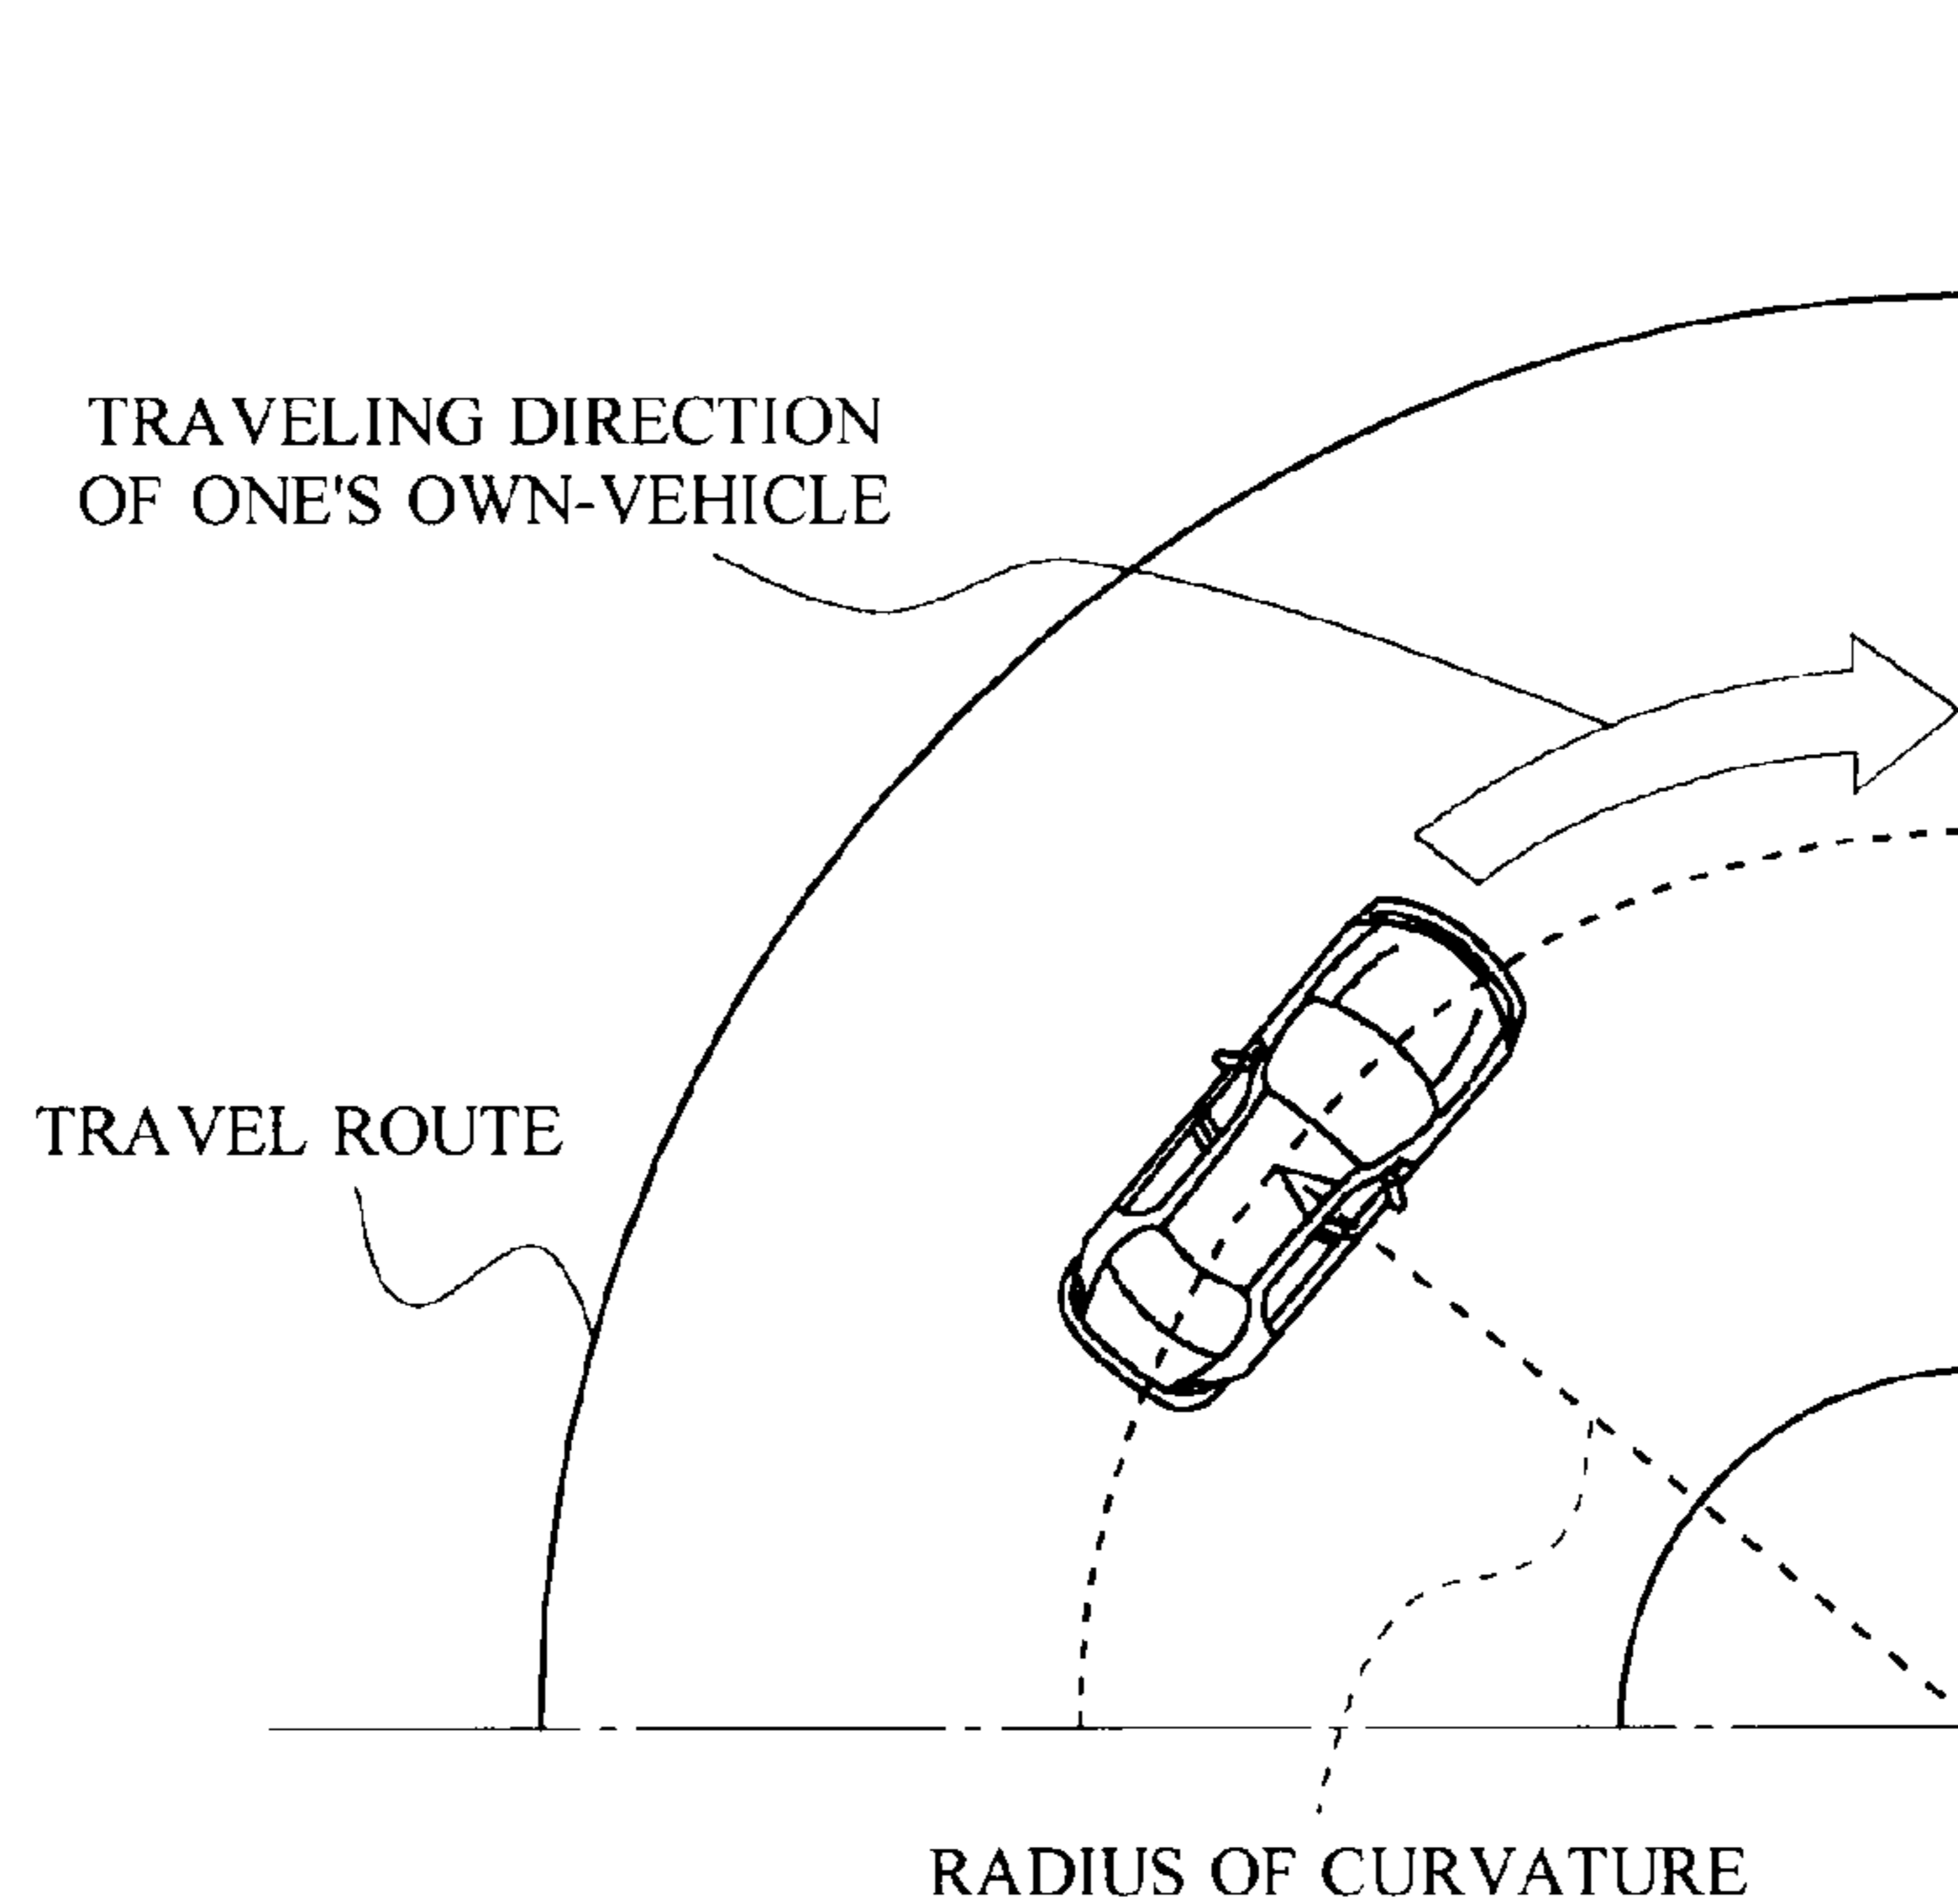 TRAVELING DIRECTION
OF ONE'S OWN-VEHICLE
TRAVEL ROUTE
RADIUS OF CURVATURE